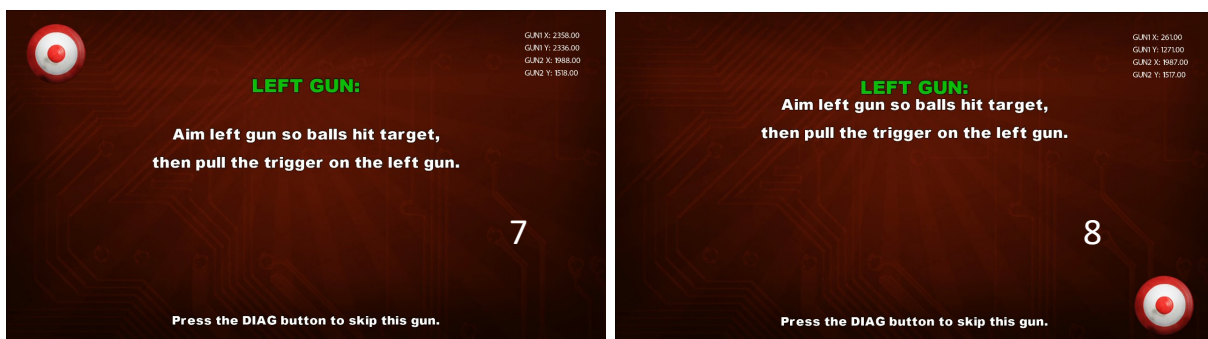 GUN1 X: 2358.00
GUN1 Y: 2336.00
GUN2 X: 1988.00
GUN2 Y: 1518.00
LEFT GUN:
Aim left gun so balls hit target,
then pull the trigger on the left gun.
7
Press the DIAG button to skip this gun.
GUN1 X: 261.00
GUN1 Y: 1271.00
GUN2 X: 1987.00
GUN2 Y: 1517.00
LEFT GUN:
Aim left gun so balls hit target,
then pull the trigger on the left gun.
8
Press the DIAG button to skip this gun.